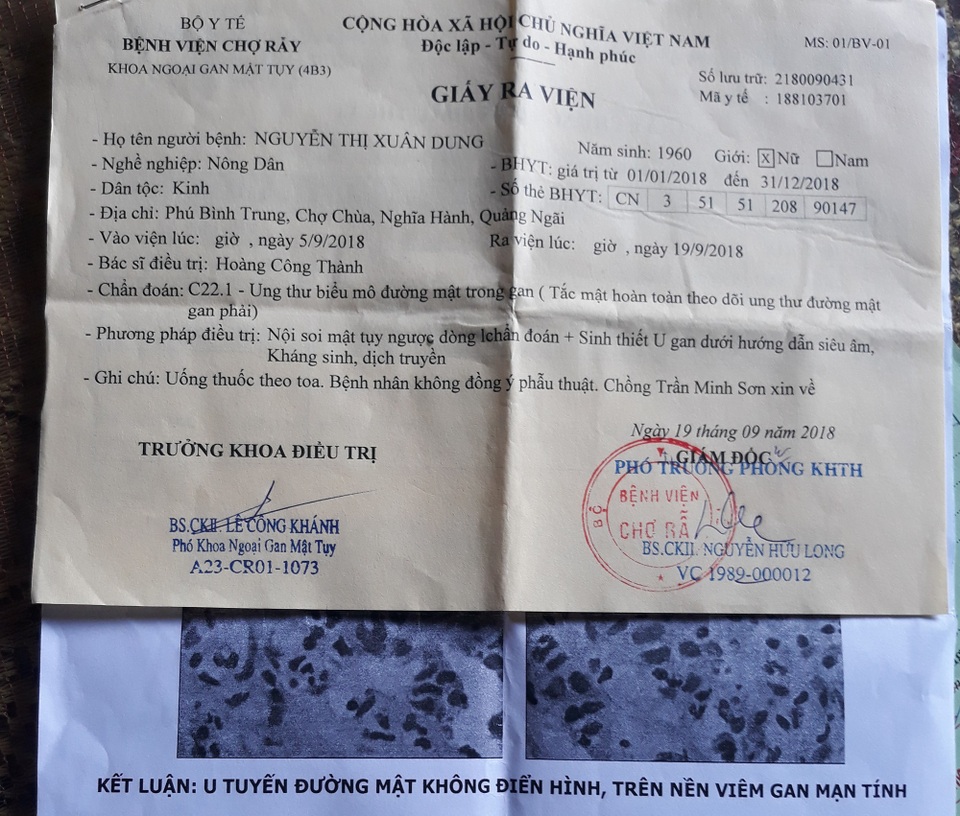 BỘ Y TẾ
BỆNH VIỆN CHỢ RẪY
KHOA NGOẠI GAN MẬT TỤY (4B3)
CỘNG HÒA XÃ HỘI CHỦ NGHĨA VIỆT NAM
Độc lập - Tự do - Hạnh phúc
MS: 01/BV-01
Số lưu trữ: 2180090431
Mã y tế : 188103701
GIẤY RA VIỆN
- Họ tên người bệnh: NGUYỄN THỊ XUÂN DUNG Năm sinh: 1960 Giới: [x] Nữ [ ] Nam
- Nghề nghiệp: Nông Dân - BHYT: giá trị từ 01/01/2018 đến 31/12/2018
- Dân tộc: Kinh - Số thẻ BHYT: CN 3 51 51 208 90147
- Địa chỉ: Phú Bình Trung, Chợ Chùa, Nghĩa Hành, Quảng Ngãi
- Vào viện lúc: giờ , ngày 5/9/2018 Ra viện lúc: giờ , ngày 19/9/2018
- Bác sĩ điều trị: Hoàng Công Thành
- Chẩn đoán: C22.1 - Ung thư biểu mô đường mật trong gan ( Tắc mật hoàn toàn theo dõi ung thư đường mật
gan phải)
- Phương pháp điều trị: Nội soi mật tụy ngược dòng lchẩn đoán + Sinh thiết U gan dưới hướng dẫn siêu âm,
Kháng sinh, dịch truyền
- Ghi chú: Uống thuốc theo toa. Bệnh nhân không đồng ý phẫu thuật. Chồng Trần Minh Sơn xin về
Ngày 19 tháng 09 năm 2018
TRƯỞNG KHOA ĐIỀU TRỊ
GIÁM ĐỐC
PHÓ TRƯỞNG PHÒNG KHTH
BỘ
BỆNH VIỆN
CHỢ RẪ
BS.CKII. LÊ CÔNG KHÁNH
Phó Khoa Ngoại Gan Mật Tụy
A23-CR01-1073
BS.CKII. NGUYỄN HỮU LONG
VC 1989-000012
KẾT LUẬN: U TUYẾN ĐƯỜNG MẬT KHÔNG ĐIỂN HÌNH, TRÊN NỀN VIÊM GAN MẠN TÍNH